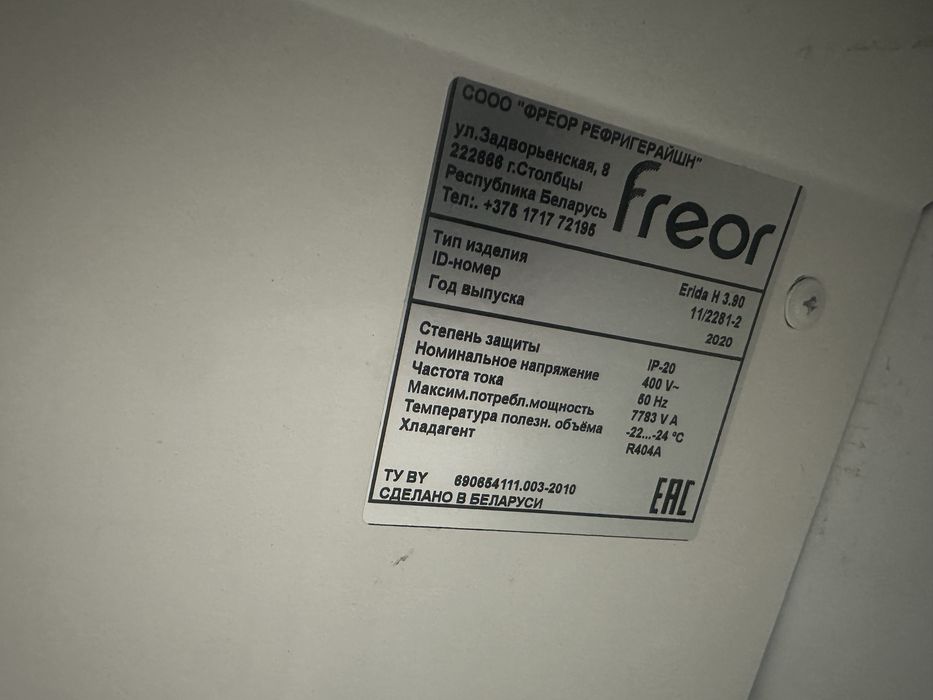 СООО "ФРЕОР РЕФРИГЕРАЙШН"
ул.Задворьенская, 8
222666 г.Столбцы
Республика Беларусь
Тел:. +375 1717 72195
freor
Тип изделия Erida H 3.90
ID-номер 11/2281-2
Год выпуска 2020
Степень защиты IP-20
Номинальное напряжение 400 V~
Частота тока 50 Hz
Максим.потребл.мощность 7783 V A
Температура полезн. объёма -22...-24 °C
Хладагент R404A
ТУ BY 690654111.003-2010
СДЕЛАНО В БЕЛАРУСИ
EAC